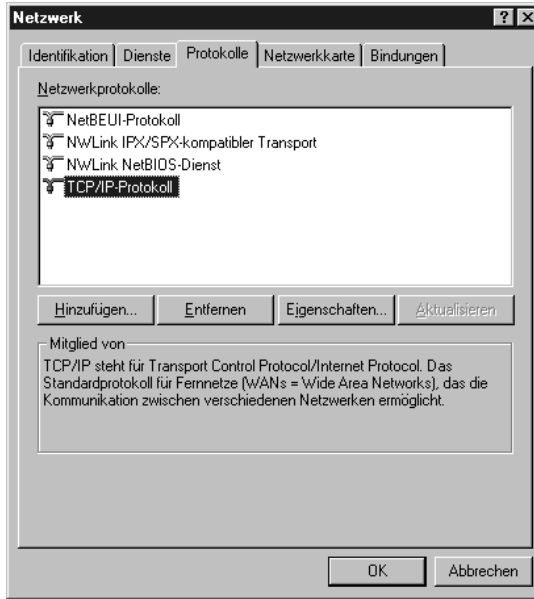 Netzwerk
Identifikation Dienste Protokolle Netzwerkkarte Bindungen
Netzwerkprotokolle:
NetBEUI-Protokoll
NWLink IPX/SPX-kompatibler Transport
NWLink NetBIOS-Dienst
TCP/IP-Protokoll
Hinzufügen... Entfernen Eigenschaften... Aktualisieren
Mitglied von
TCP/IP steht für Transport Control Protocol/Internet Protocol. Das
Standardprotokoll für Fernnetze (WANs = Wide Area Networks), das die
Kommunikation zwischen verschiedenen Netzwerken ermöglicht.
OK Abbrechen